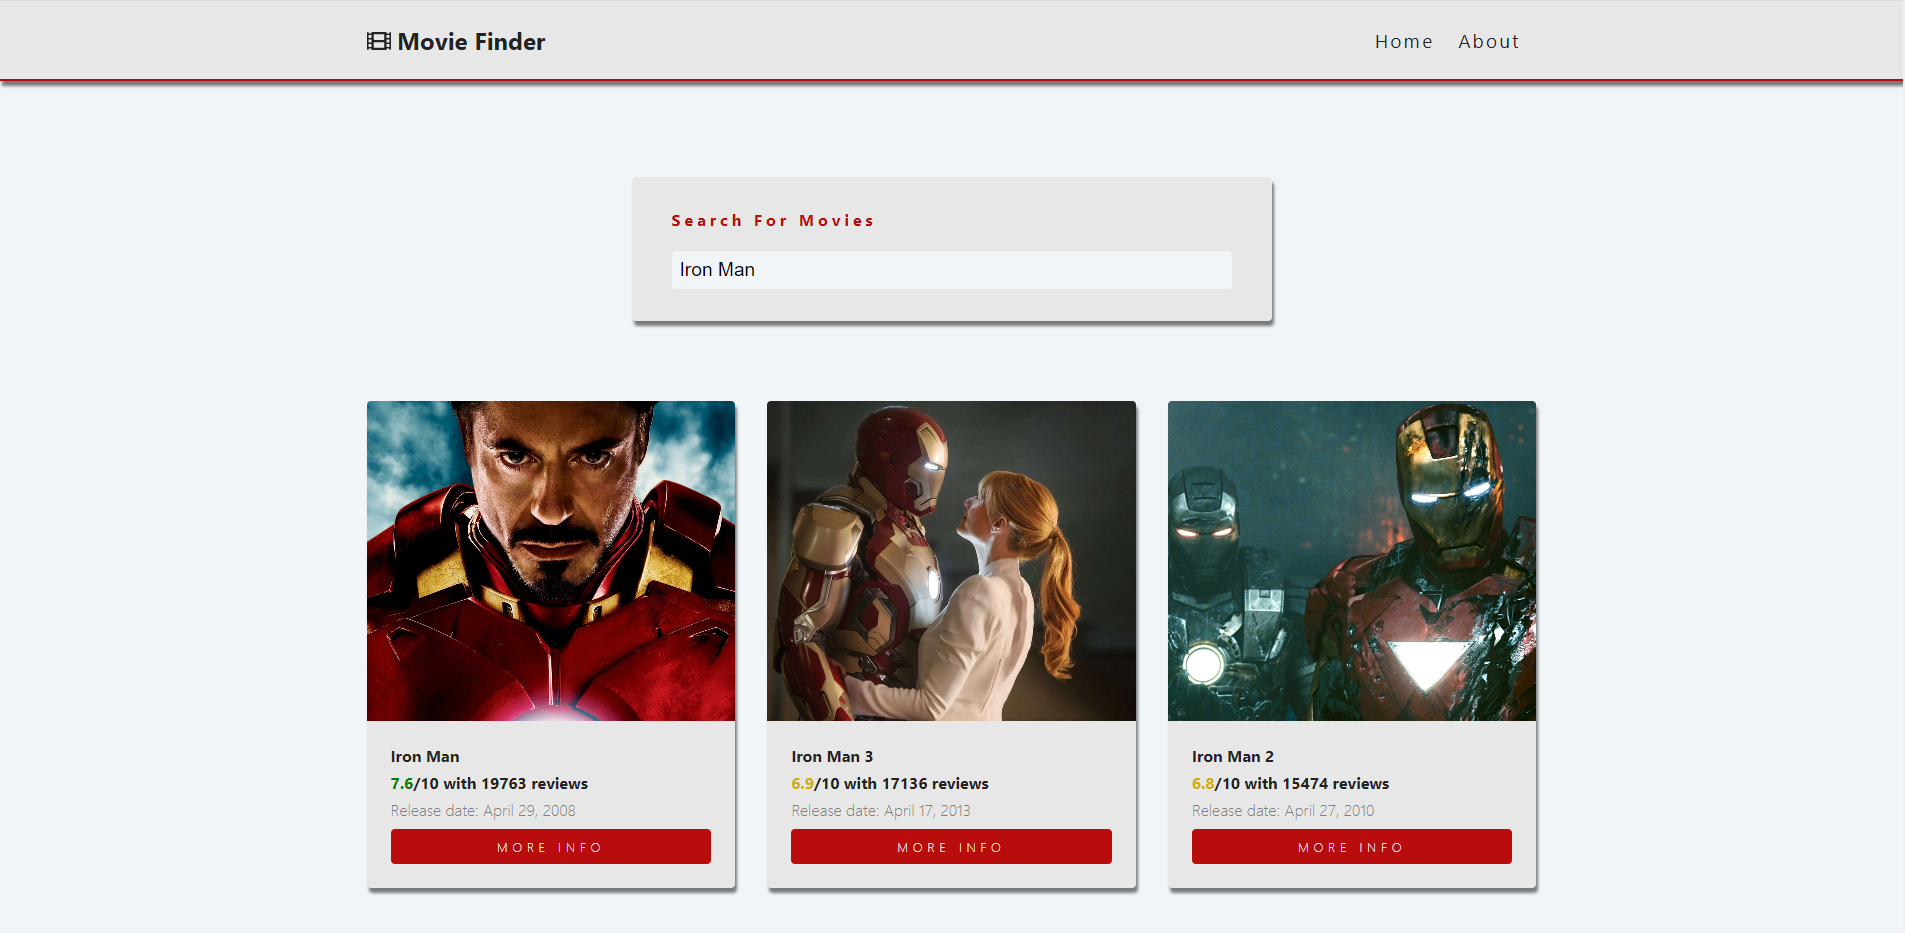 Movie Finder
Home About
Search For Movies
Iron Man
Iron Man
7.6/10 with 19763 reviews
Release date: April 29, 2008
MORE INFO
Iron Man 3
6.9/10 with 17136 reviews
Release date: April 17, 2013
MORE INFO
Iron Man 2
6.8/10 with 15474 reviews
Release date: April 27, 2010
MORE INFO